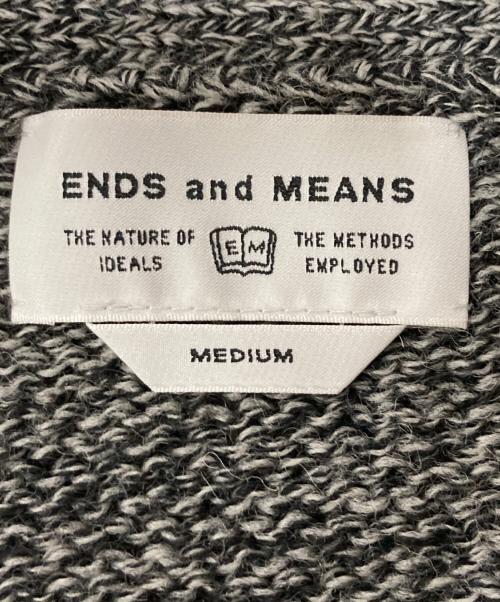 ENDS and MEANS
THE NATURE OF
IDEALS
E M
THE METHODS
EMPLOYED
MEDIUM